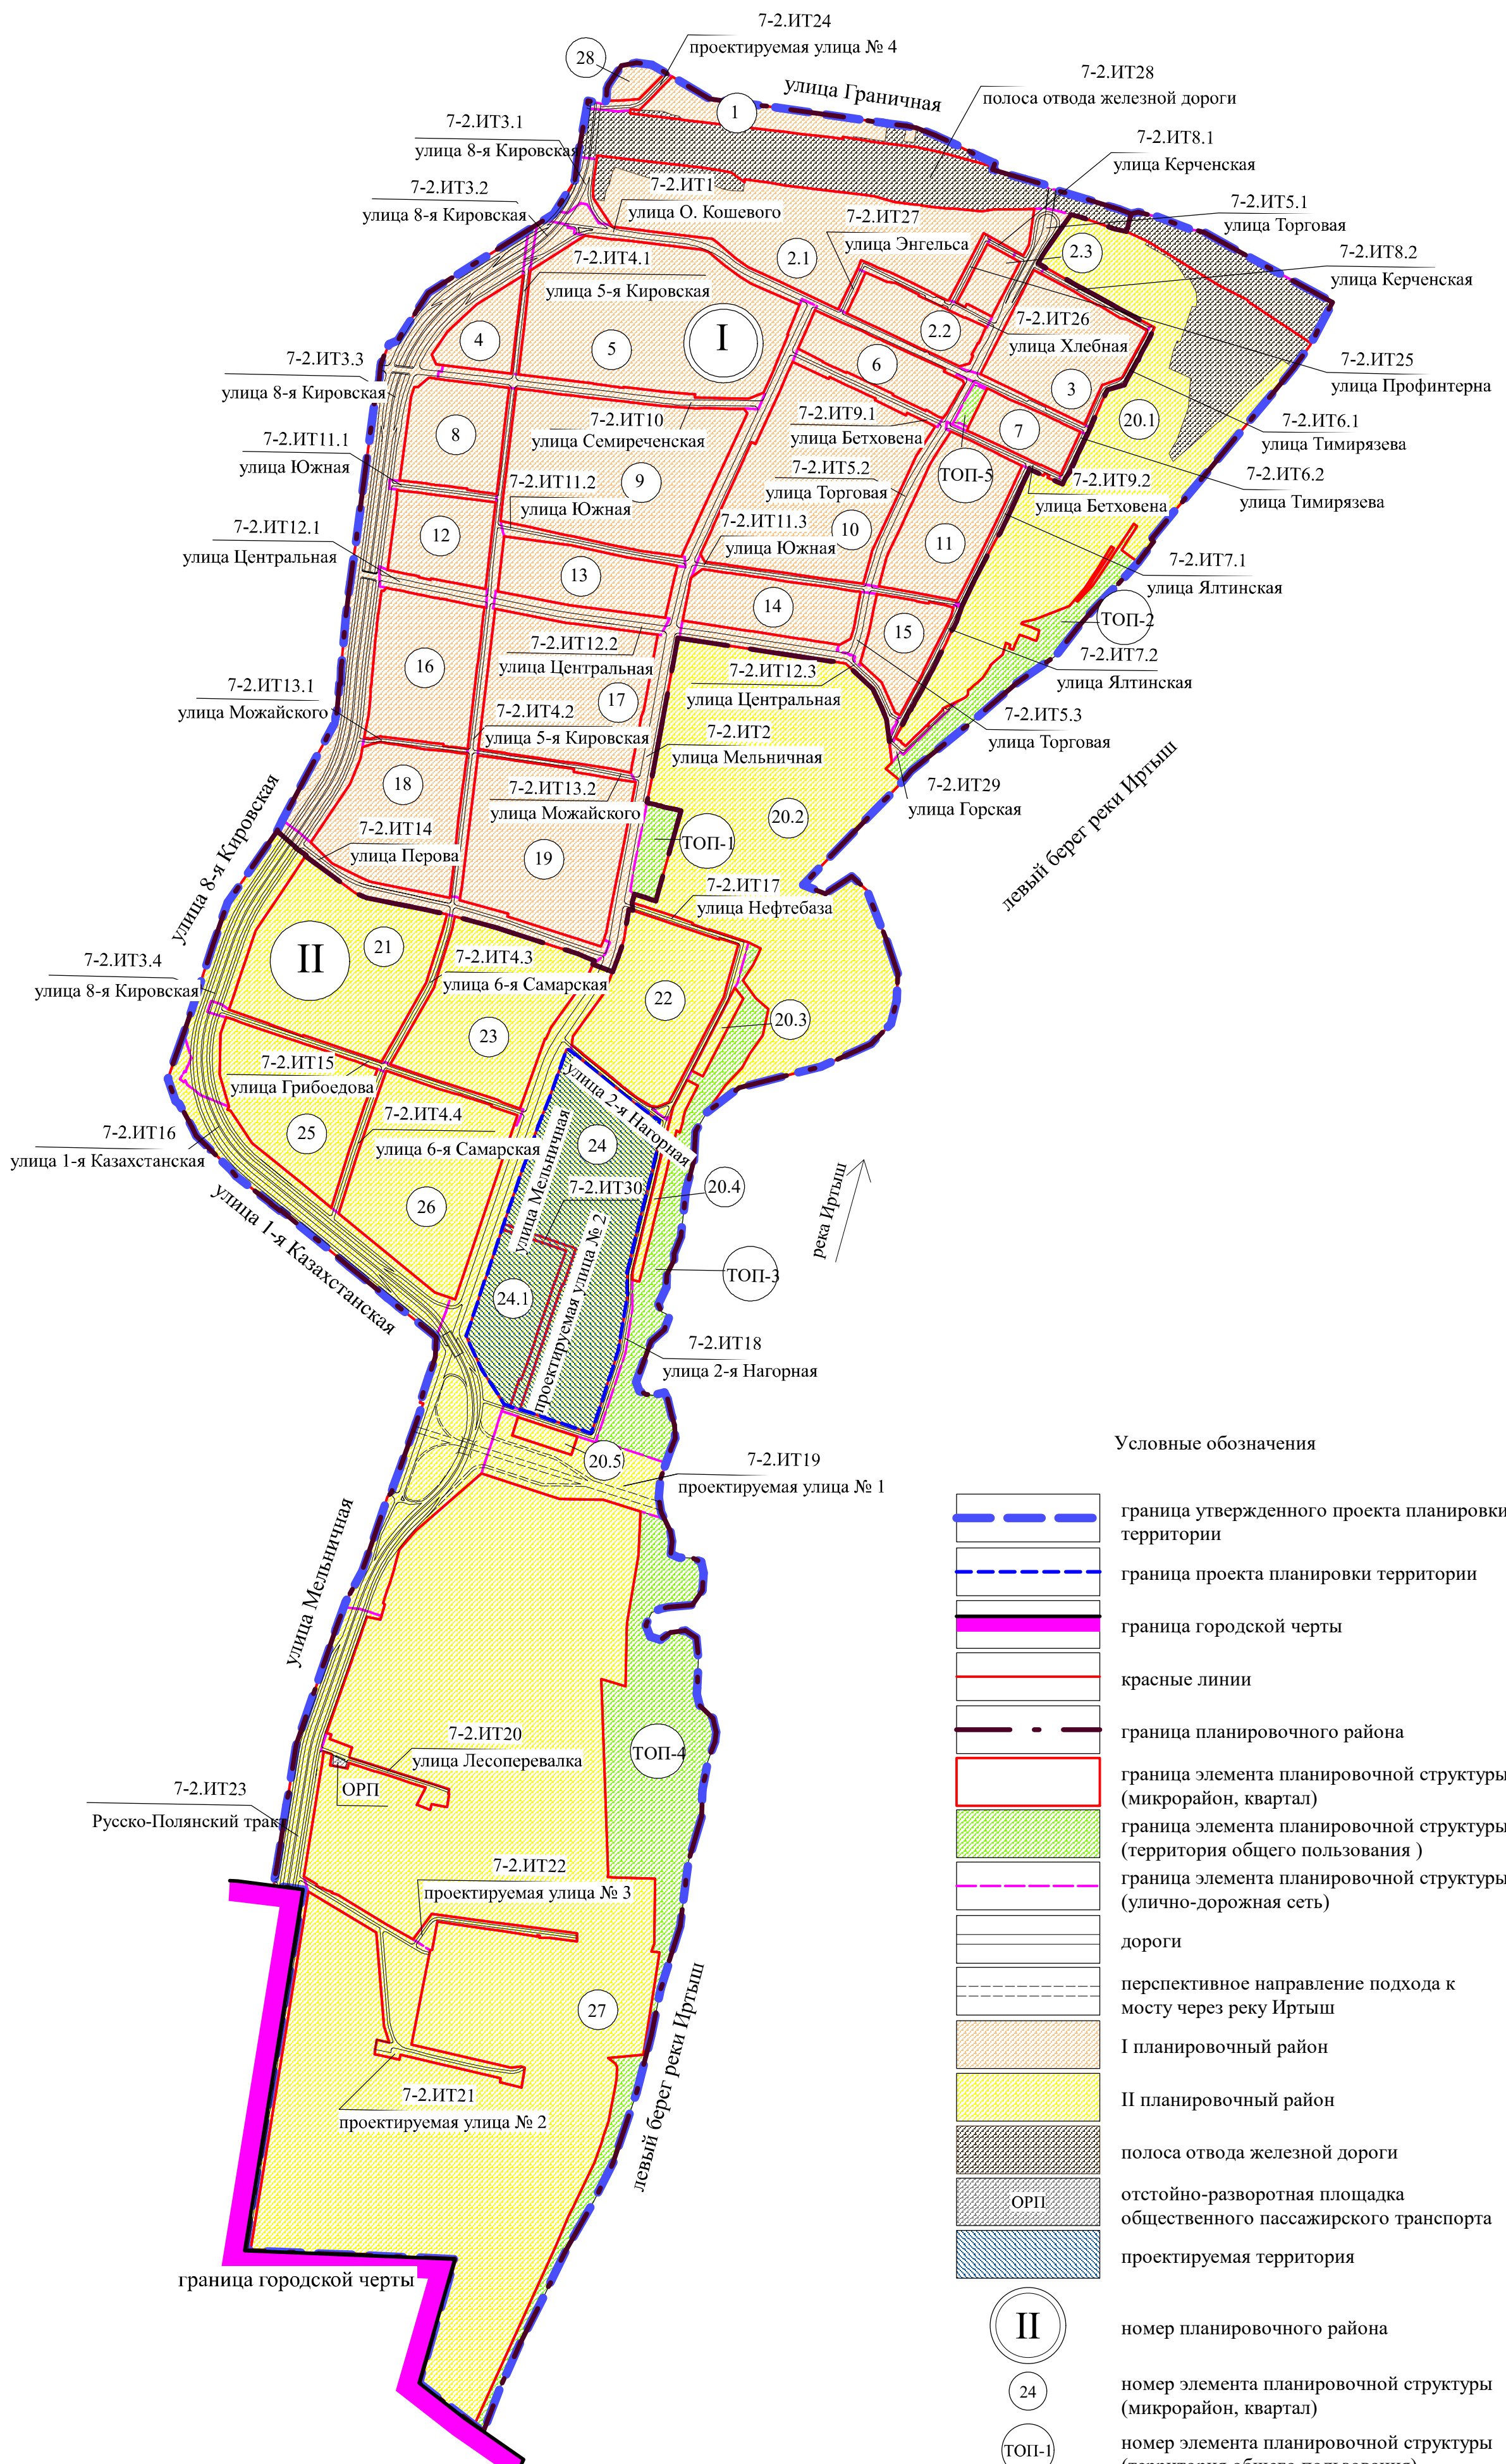 7-2.ИТ24
проектируемая улица № 4
28
улица Граничная
1
7-2.ИТ28
полоса отвода железной дороги
7-2.ИТ3.1
улица 8-я Кировская
7-2.ИТ8.1
улица Керченская
7-2.ИТ3.2
улица 8-я Кировская
7-2.ИТ1
улица О. Кошевого
7-2.ИТ27
улица Энгельса
7-2.ИТ5.1
улица Торговая
7-2.ИТ4.1
улица 5-я Кировская
2.1
2.3
7-2.ИТ8.2
улица Керченская
4
5
I
2.2
7-2.ИТ26
улица Хлебная
7-2.ИТ3.3
улица 8-я Кировская
6
3
7-2.ИТ25
улица Профинтерна
7-2.ИТ10
улица Семиреченская
7-2.ИТ9.1
улица Бетховена
20.1
7-2.ИТ6.1
улица Тимирязева
8
7
7-2.ИТ11.1
улица Южная
9
7-2.ИТ5.2
улица Торговая
ТОП-5
7-2.ИТ9.2
улица Бетховена
7-2.ИТ6.2
улица Тимирязева
7-2.ИТ11.2
улица Южная
7-2.ИТ12.1
улица Центральная
12
7-2.ИТ11.3
улица Южная
10
11
7-2.ИТ7.1
улица Ялтинская
13
14
ТОП-2
15
16
7-2.ИТ12.2
улица Центральная
7-2.ИТ12.3
улица Центральная
7-2.ИТ7.2
улица Ялтинская
7-2.ИТ13.1
улица Можайского
17
7-2.ИТ4.2
улица 5-я Кировская
7-2.ИТ2
улица Мельничная
7-2.ИТ5.3
улица Торговая
18
7-2.ИТ13.2
улица Можайского
7-2.ИТ29
улица Горская
20.2
левый берег реки Иртыш
улица 8-я Кировская
7-2.ИТ14
улица Перова
19
ТОП-1
7-2.ИТ17
улица Нефтебаза
II
21
7-2.ИТ3.4
улица 8-я Кировская
7-2.ИТ4.3
улица 6-я Самарская
22
23
20.3
7-2.ИТ15
улица Грибоедова
улица 2-я Нагорная
7-2.ИТ16
улица 1-я Казахстанская
25
7-2.ИТ4.4
улица 6-я Самарская
улица Мельничная
24
26
7-2.ИТ30
20.4
река Иртыш
улица 1-я Казахстанская
24.1
проектируемая улица № 2
ТОП-3
7-2.ИТ18
улица 2-я Нагорная
20.5
7-2.ИТ19
проектируемая улица № 1
улица Мельничная
7-2.ИТ20
улица Лесоперевалка
ТОП-4
ОРП
7-2.ИТ23
Русско-Полянский трак
7-2.ИТ22
проектируемая улица № 3
27
7-2.ИТ21
проектируемая улица № 2
левый берег реки Иртыш
граница городской черты
Условные обозначения
граница утвержденного проекта планировки
территории
граница проекта планировки территории
граница городской черты
красные линии
граница планировочного района
граница элемента планировочной структуры
(микрорайон, квартал)
граница элемента планировочной структуры
(территория общего пользования )
граница элемента планировочной структуры
(улично-дорожная сеть)
дороги
перспективное направление подхода к
мосту через реку Иртыш
I планировочный район
II планировочный район
полоса отвода железной дороги
ОРП
отстойно-разворотная площадка
общественного пассажирского транспорта
проектируемая территория
II
номер планировочного района
24
номер элемента планировочной структуры
(микрорайон, квартал)
ТОП-1
номер элемента планировочной структуры
(территория общего пользования)